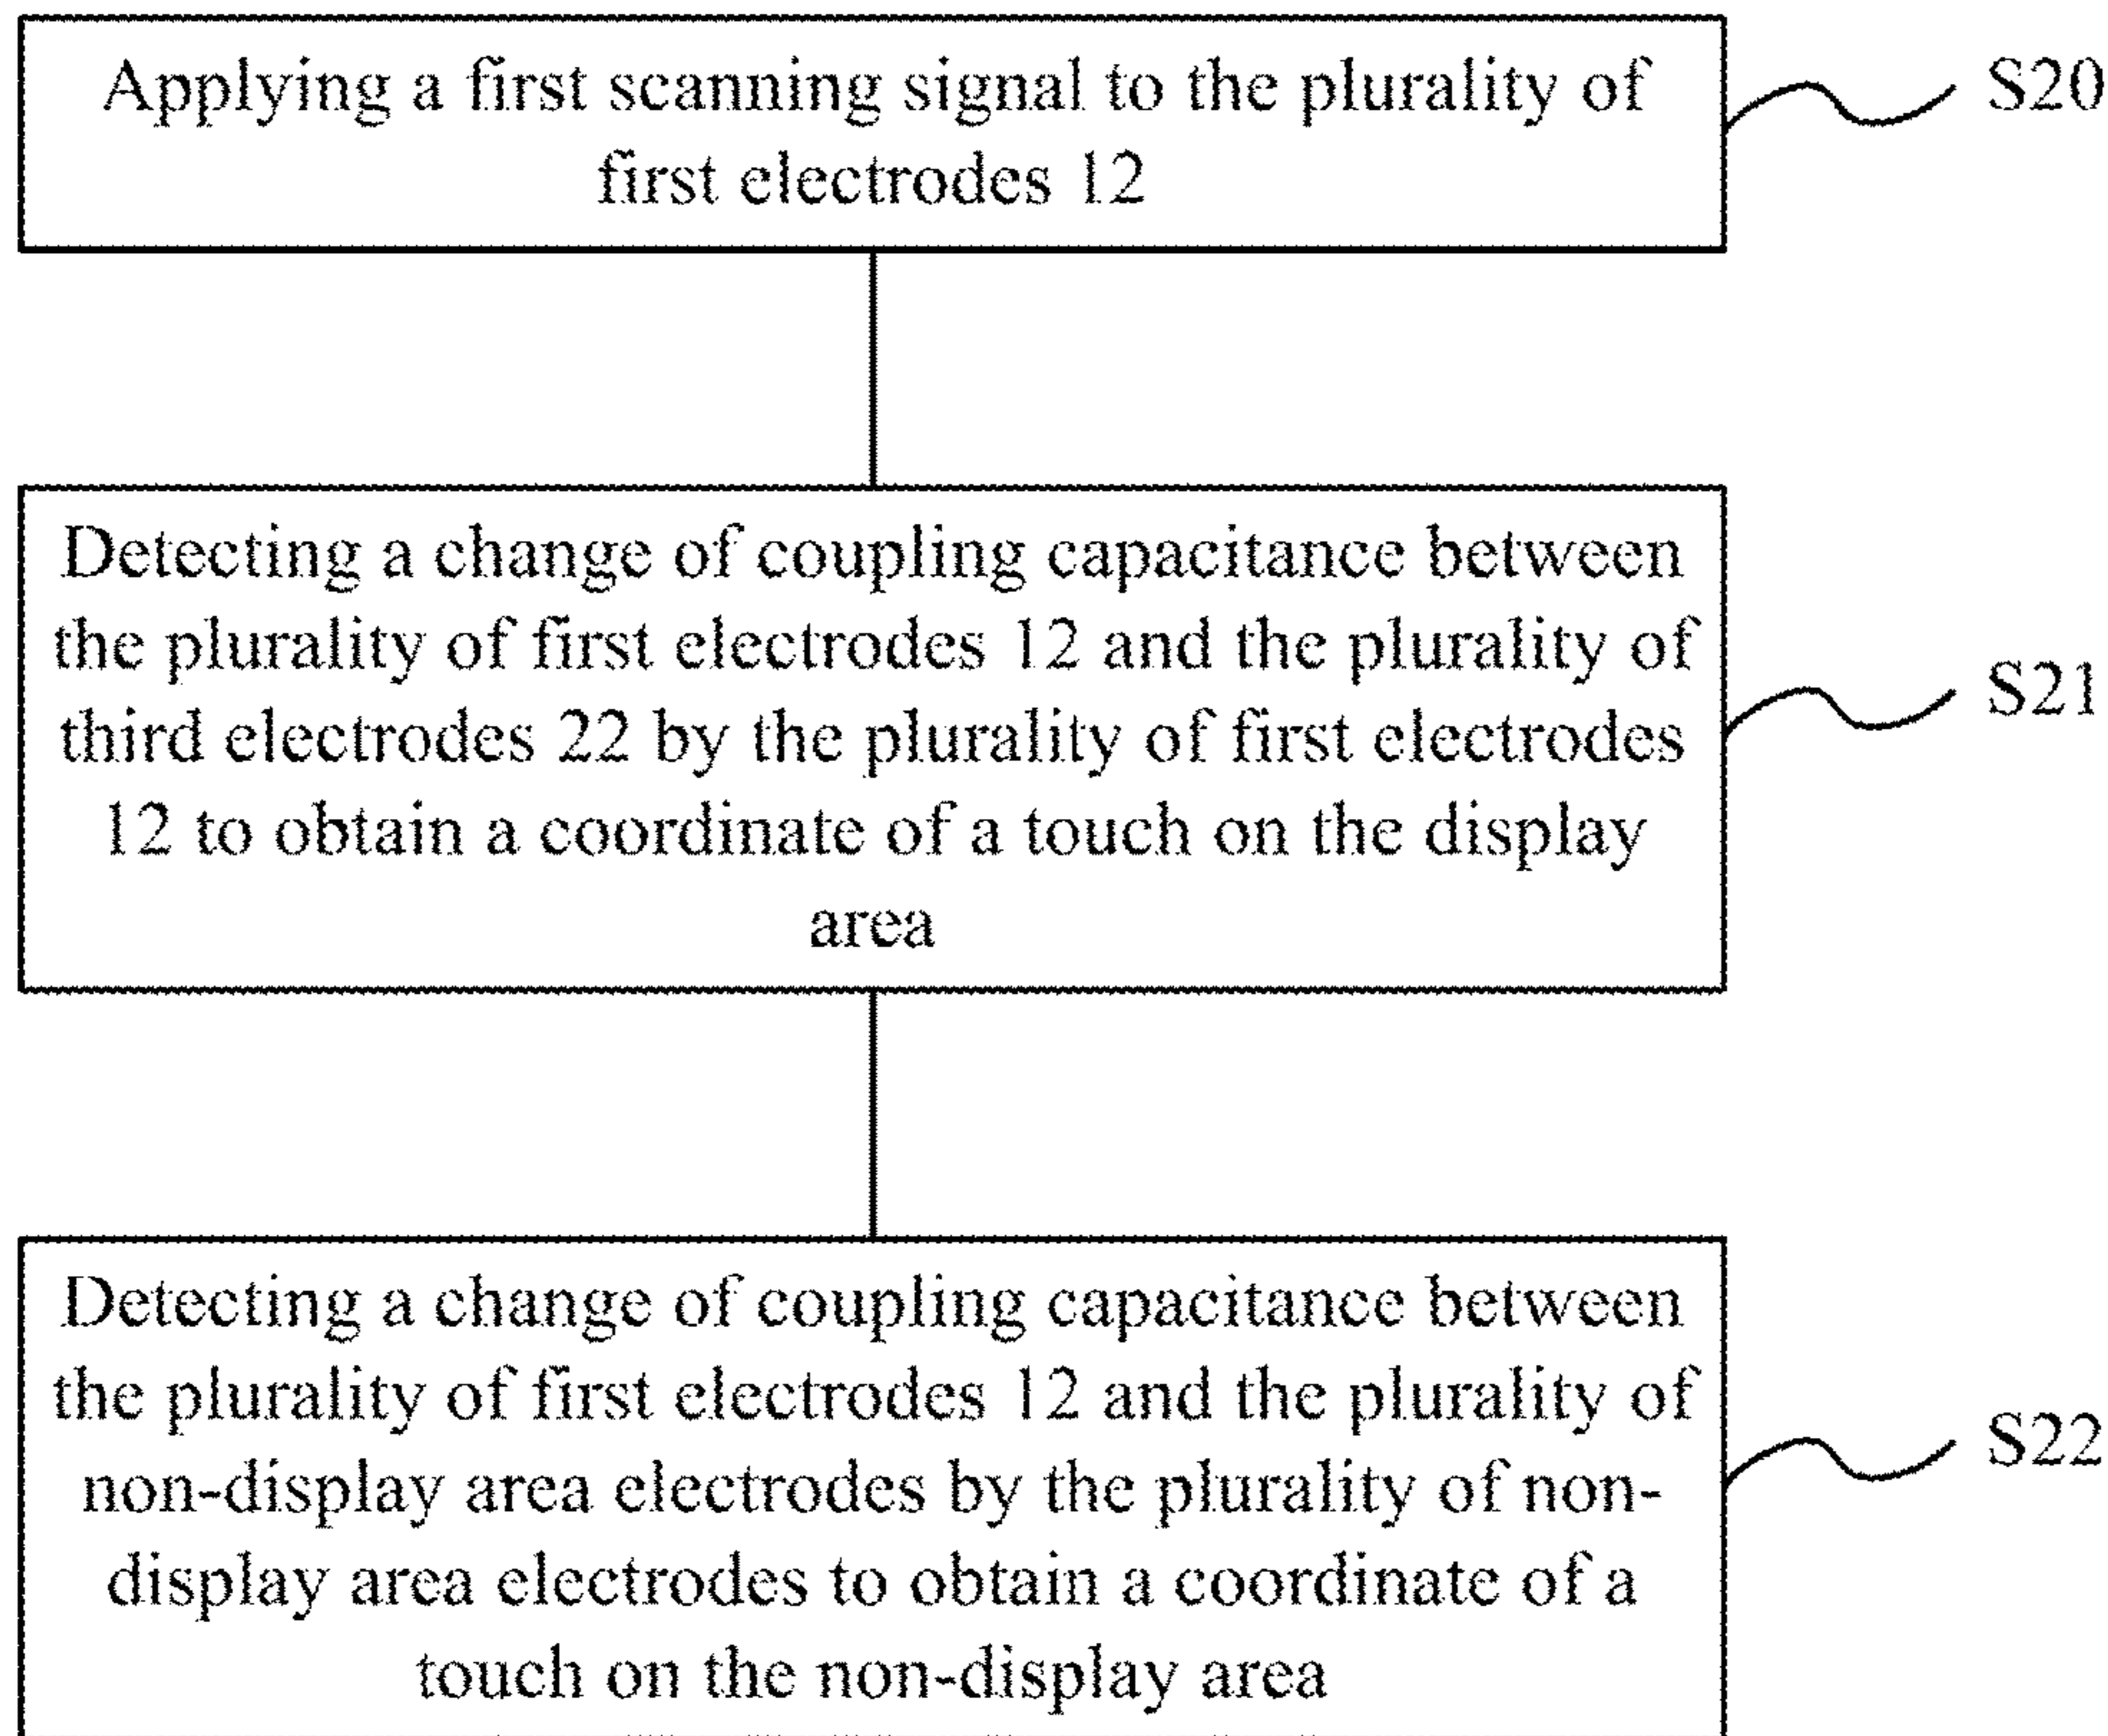 Applying a first scanning signal to the plurality of
first electrodes 12
S20
Detecting a change of coupling capacitance between
the plurality of first electrodes 12 and the plurality of
third electrodes 22 by the plurality of first electrodes
12 to obtain a coordinate of a touch on the display
area
S21
Detecting a change of coupling capacitance between
the plurality of first electrodes 12 and the plurality of
non-display area electrodes by the plurality of non-
display area electrodes to obtain a coordinate of a
touch on the non-display area
S22